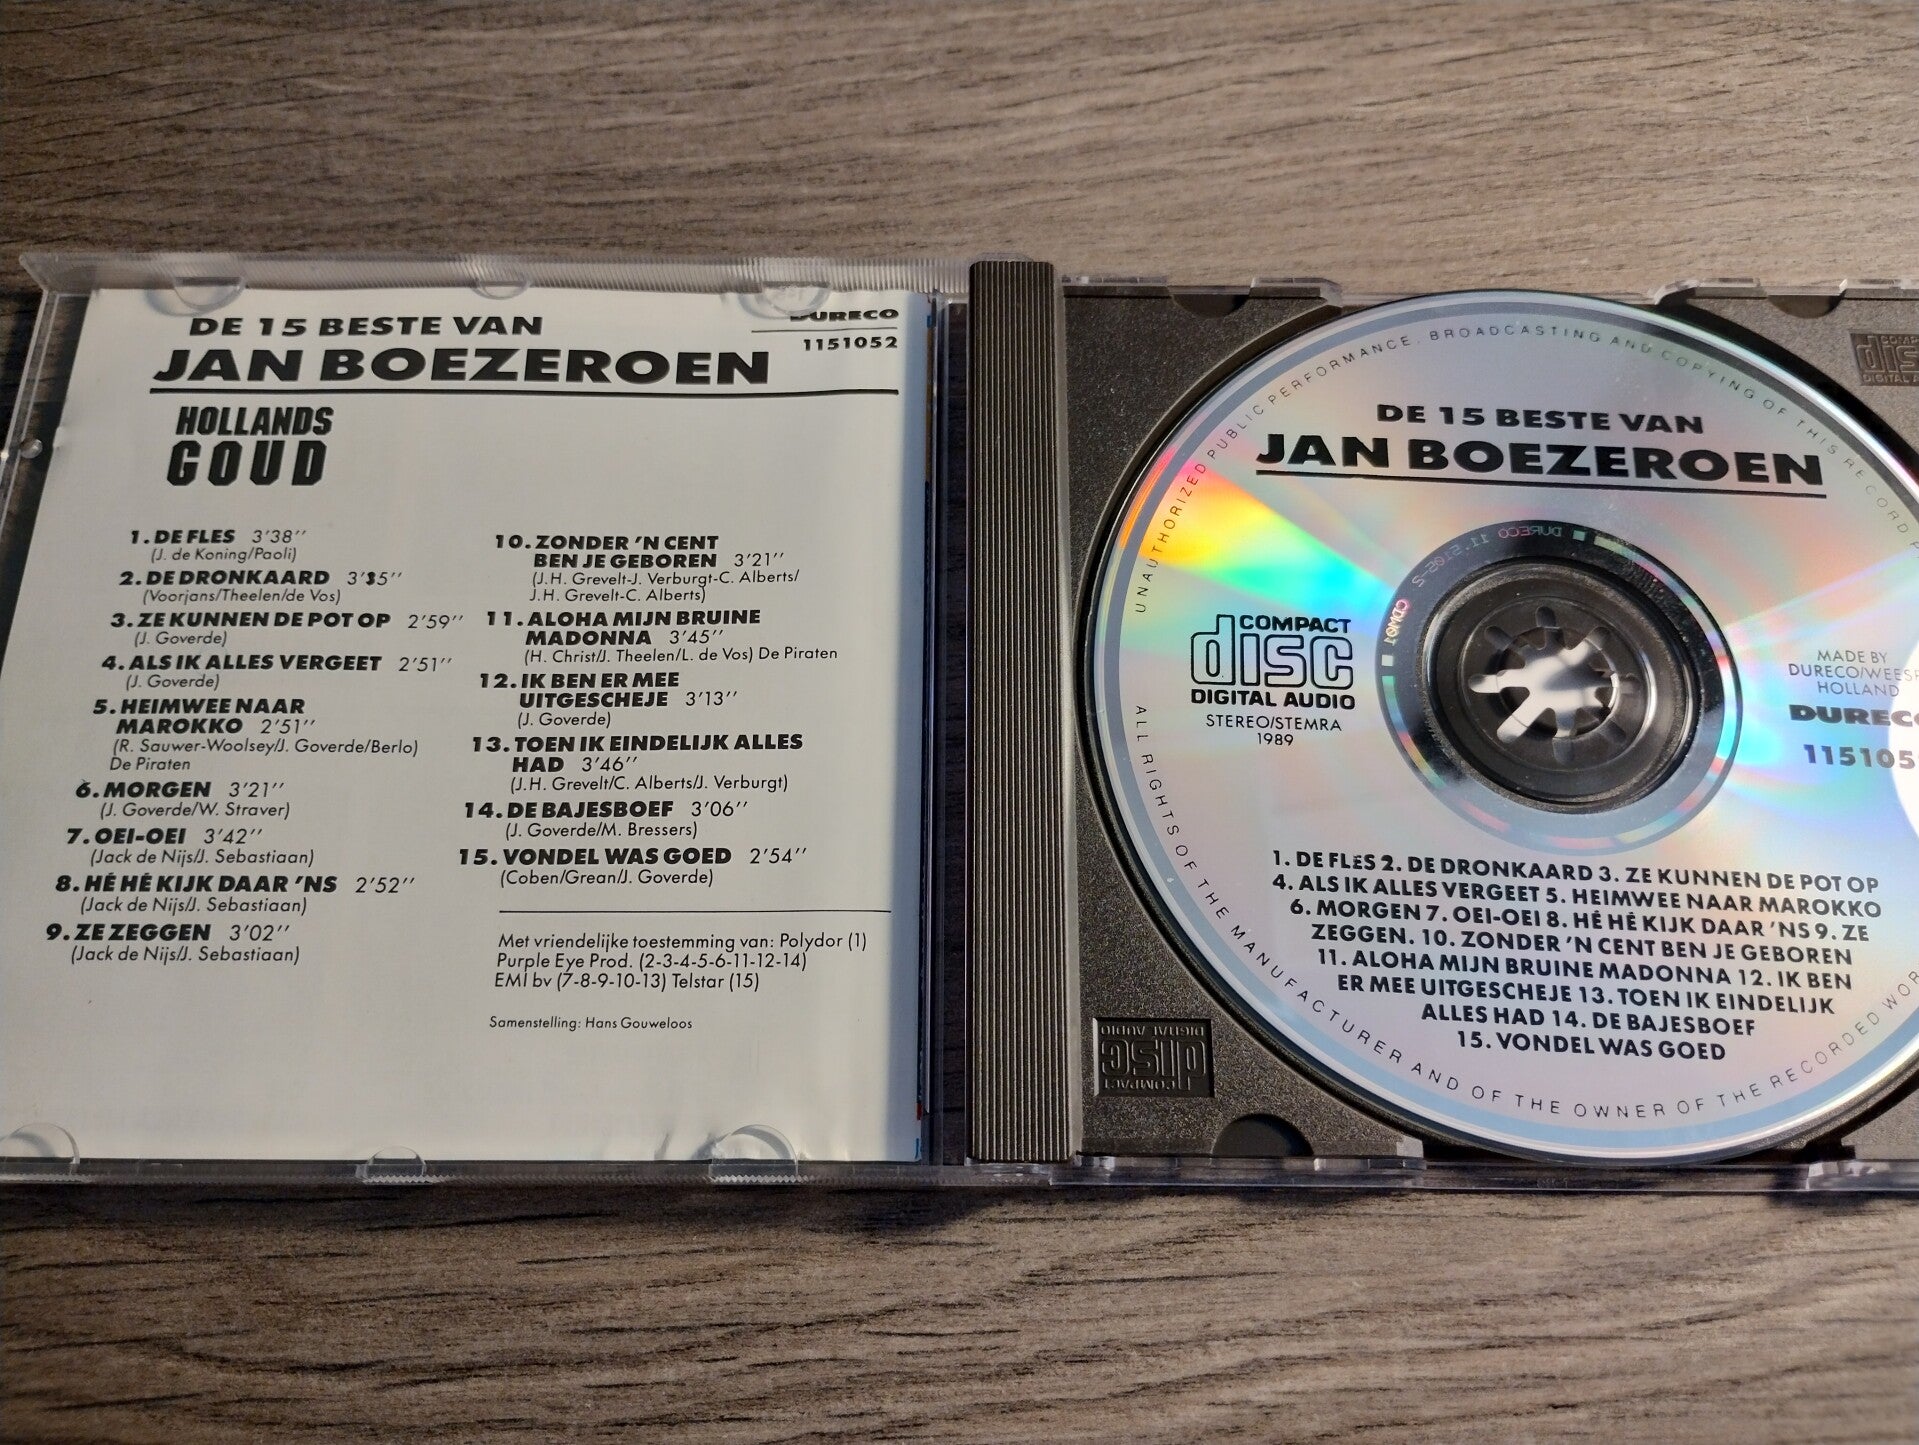 DE 15 BESTE VAN
JAN BOEZEROEN
DURECO
1151052
HOLLANDS
GOUD
1. DE FLES 3'38''
(J. de Koning/Paoli)
2. DE DRONKAARD
(Voorjans/Theelen/de Vos)
3. ZE KUNNEN DE POT OP 2'59''
(J. Goverde)
4. ALS IK ALLES VERGEET 2'51''
(J. Goverde)
5. HEIMWEE NAAR
MAROKKO 2'51''
(R. Sauwer-Woolsey/J. Goverde/Berlo)
De Piraten
6. MORGEN 3'21''
(J. Goverde/W. Straver)
7. OEI-OEI 3'42''
(Jack de Nijs/J. Sebastiaan)
8. HÉ HÉ KIJK DAAR 'NS 2'52''
(Jack de Nijs/J. Sebastiaan)
9. ZE ZEGGEN 3'02''
(Jack de Nijs/J. Sebastiaan)
10. ZONDER 'N CENT
BEN JE GEBOREN 3'21''
(J.H. Grevelt-J. Verburgt-C. Alberts/
J.H. Grevelt-C. Alberts)
11. ALOHA MIJN BRUINE
MADONNA 3'45''
(H. Christ/J. Theelen/L. de Vos) De Piraten
12. IK BEN ER MEE
UITGESCHEJE 3'13''
(J. Goverde)
13. TOEN IK EINDELIJK ALLES
HAD 3'46''
(J.H. Grevelt/C. Alberts/J. Verburgt)
14. DE BAJESBOEF 3'06''
(J. Goverde/M. Bressers)
15. VONDEL WAS GOED 2'54''
(Coben/Grean/J. Goverde)
Met vriendelijke toestemming van: Polydor (1)
Purple Eye Prod. (2-3-4-5-6-11-12-14)
EMI bv (7-8-9-10-13) Telstar (15)
Samenstelling: Hans Gouweloos
UNAUTHORIZED PUBLIC PERFORMANCE, BROADCASTING AND COPYING OF THIS RECORD
DE 15 BESTE VAN
JAN BOEZEROEN
DURECO 11.5105-2 CDM01
COMPACT
disc
DIGITAL AUDIO
STEREO/STEMRA
1989
MADE BY
DURECO/WEESP
HOLLAND
DURECO
115105
1. DE FLES 2. DE DRONKAARD 3. ZE KUNNEN DE POT OP
4. ALS IK ALLES VERGEET 5. HEIMWEE NAAR MAROKKO
6. MORGEN 7. OEI-OEI 8. HÉ HÉ KIJK DAAR 'NS 9. ZE
ZEGGEN. 10. ZONDER 'N CENT BEN JE GEBOREN
11. ALOHA MIJN BRUINE MADONNA 12. IK BEN
ER MEE UITGESCHEJE 13. TOEN IK EINDELIJK
ALLES HAD 14. DE BAJESBOEF
15. VONDEL WAS GOED
ALL RIGHTS OF THE MANUFACTURER AND OF THE OWNER OF THE RECORDED WOR
COMPACT
disc
DIGITAL A
COMPACT
disc
DIGITAL AUDIO